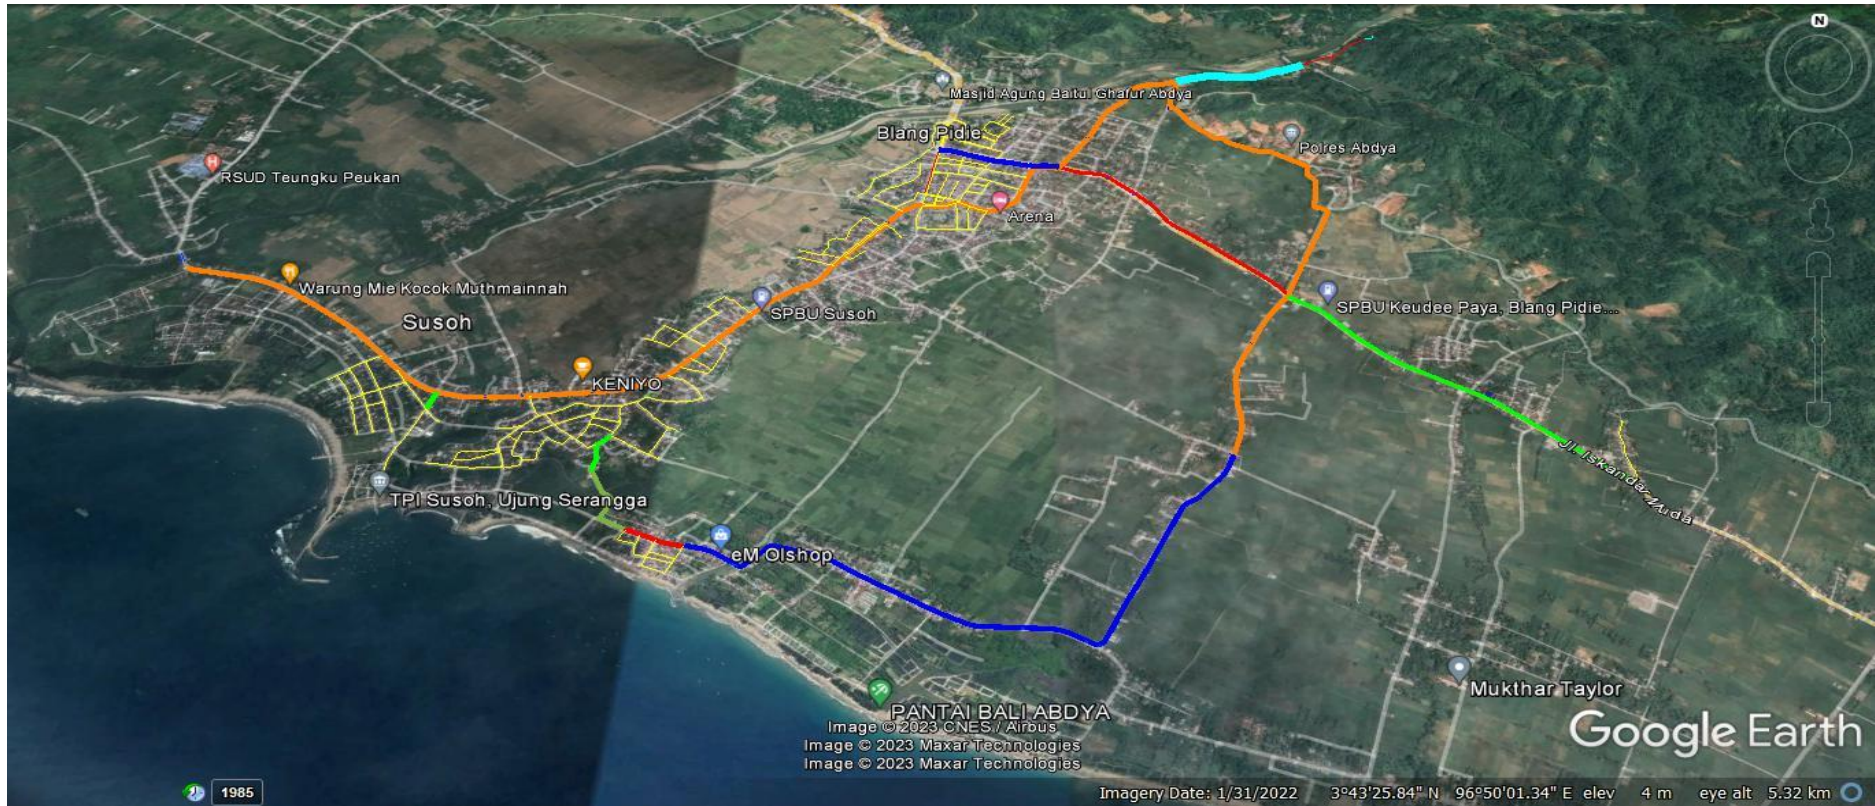 N
Masjid Agung Baitul Ghafur Abdya
Blang Pidie
Polres Abdya
RSUD Teungku Peukan
Arena
Warung Mie Kocok Muthmainnah
SPBU Susoh
SPBU Keudee Paya, Blang Pidie...
Susoh
KENIYO
Jl. Iskandar Muda
TPI Susoh, Ujung Serangga
eM Olshop
Mukthar Taylor
PANTAI BALI ABDYA
Image © 2023 CNES / Airbus
Image © 2023 Maxar Technologies
Image © 2023 Maxar Technologies
Google Earth
1985
Imagery Date: 1/31/2022 3°43'25.84" N 96°50'01.34" E elev 4 m eye alt 5.32 km